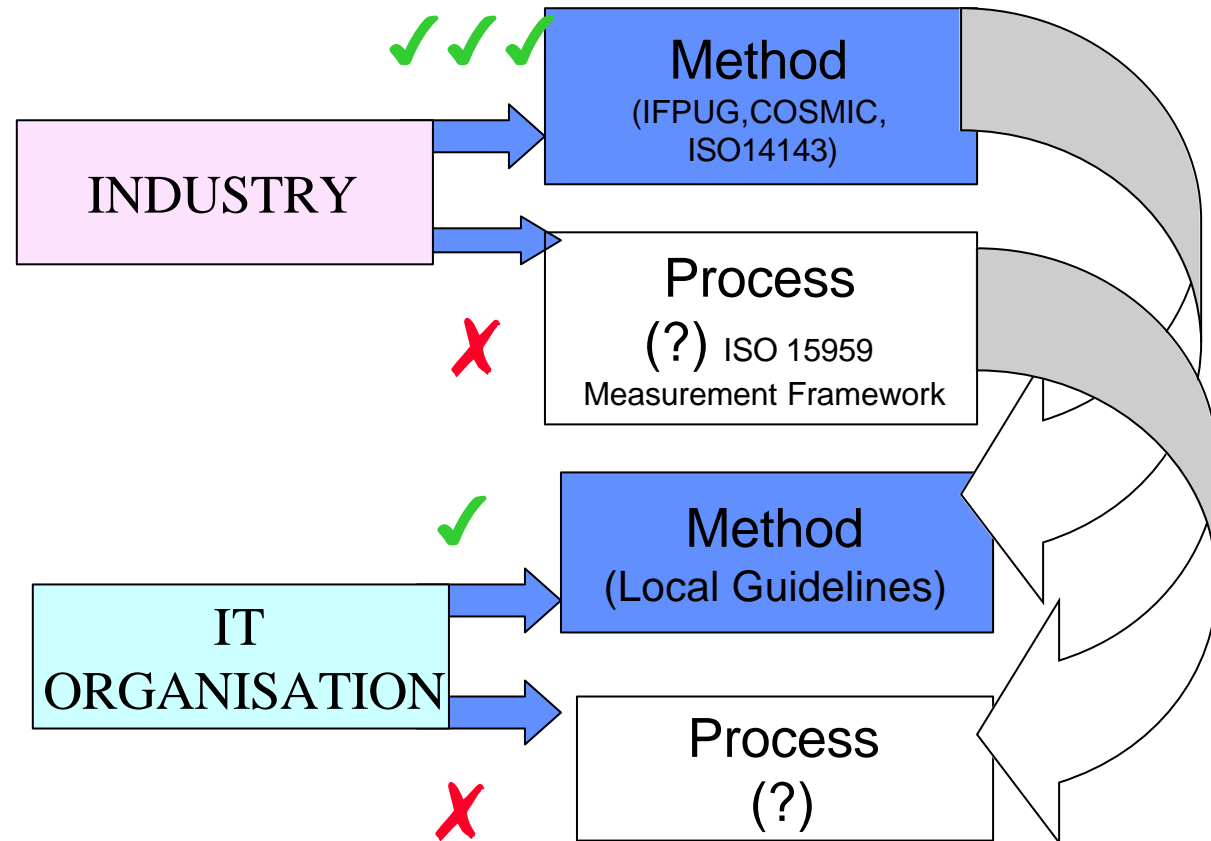 Method
(IFPUG,COSMIC,
ISO14143)
INDUSTRY
Process
(?) ISO 15959
Measurement Framework
Method
(Local Guidelines)
IT
ORGANISATION
Process
(?)